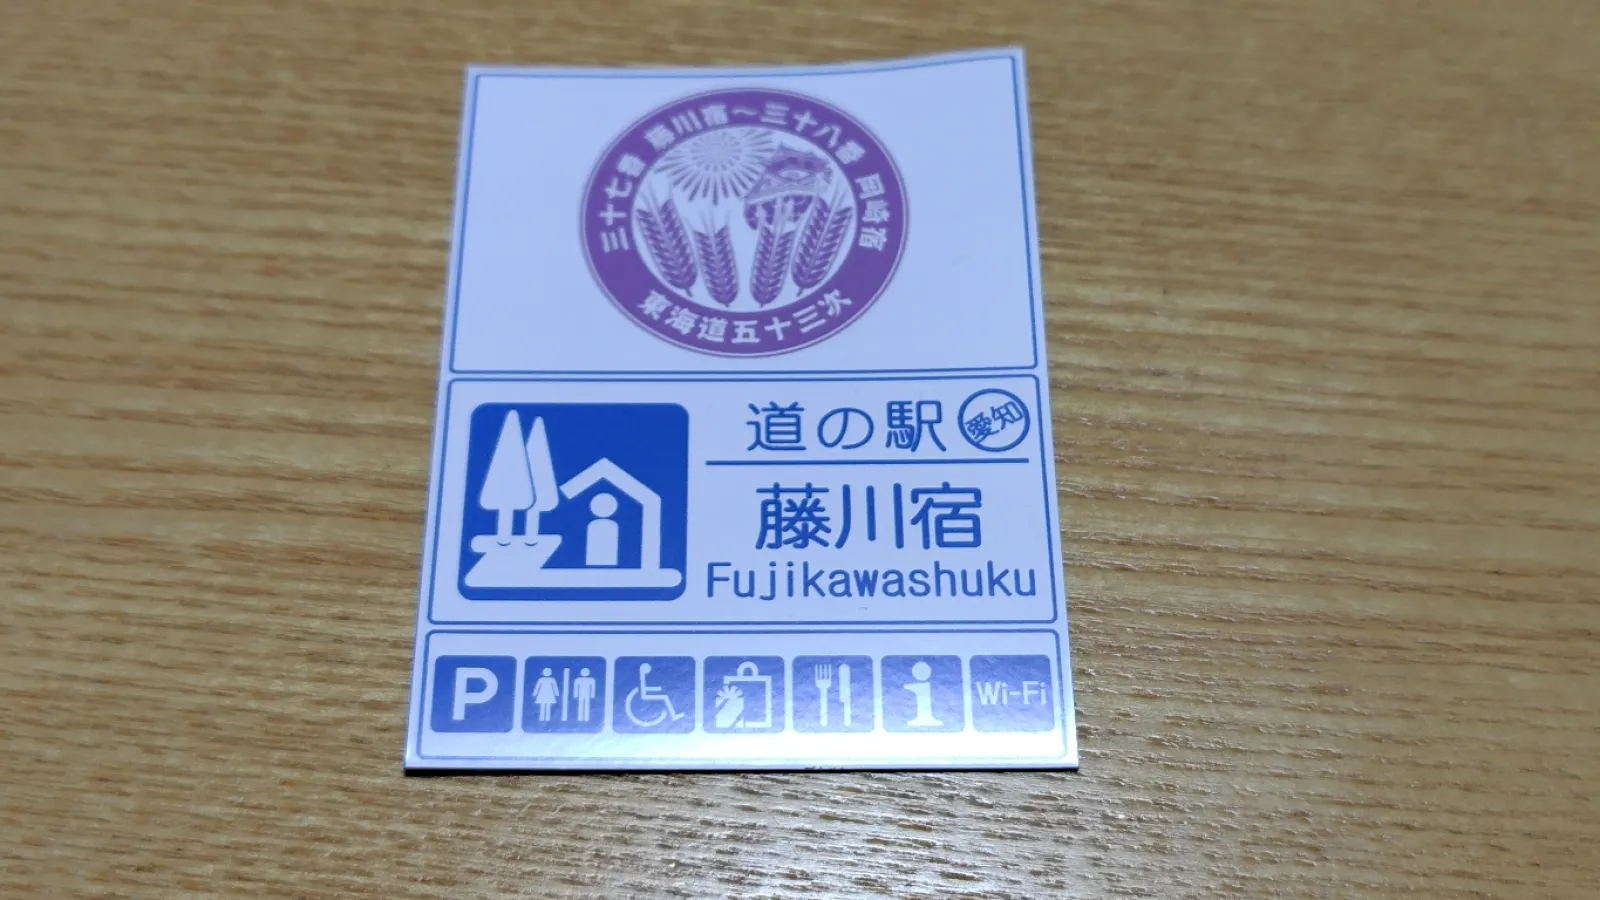 三十七番 藤川宿～三十八番 岡崎宿
東海道五十三次
道の駅 愛知
藤川宿
Fujikawashuku
P
Wi-Fi